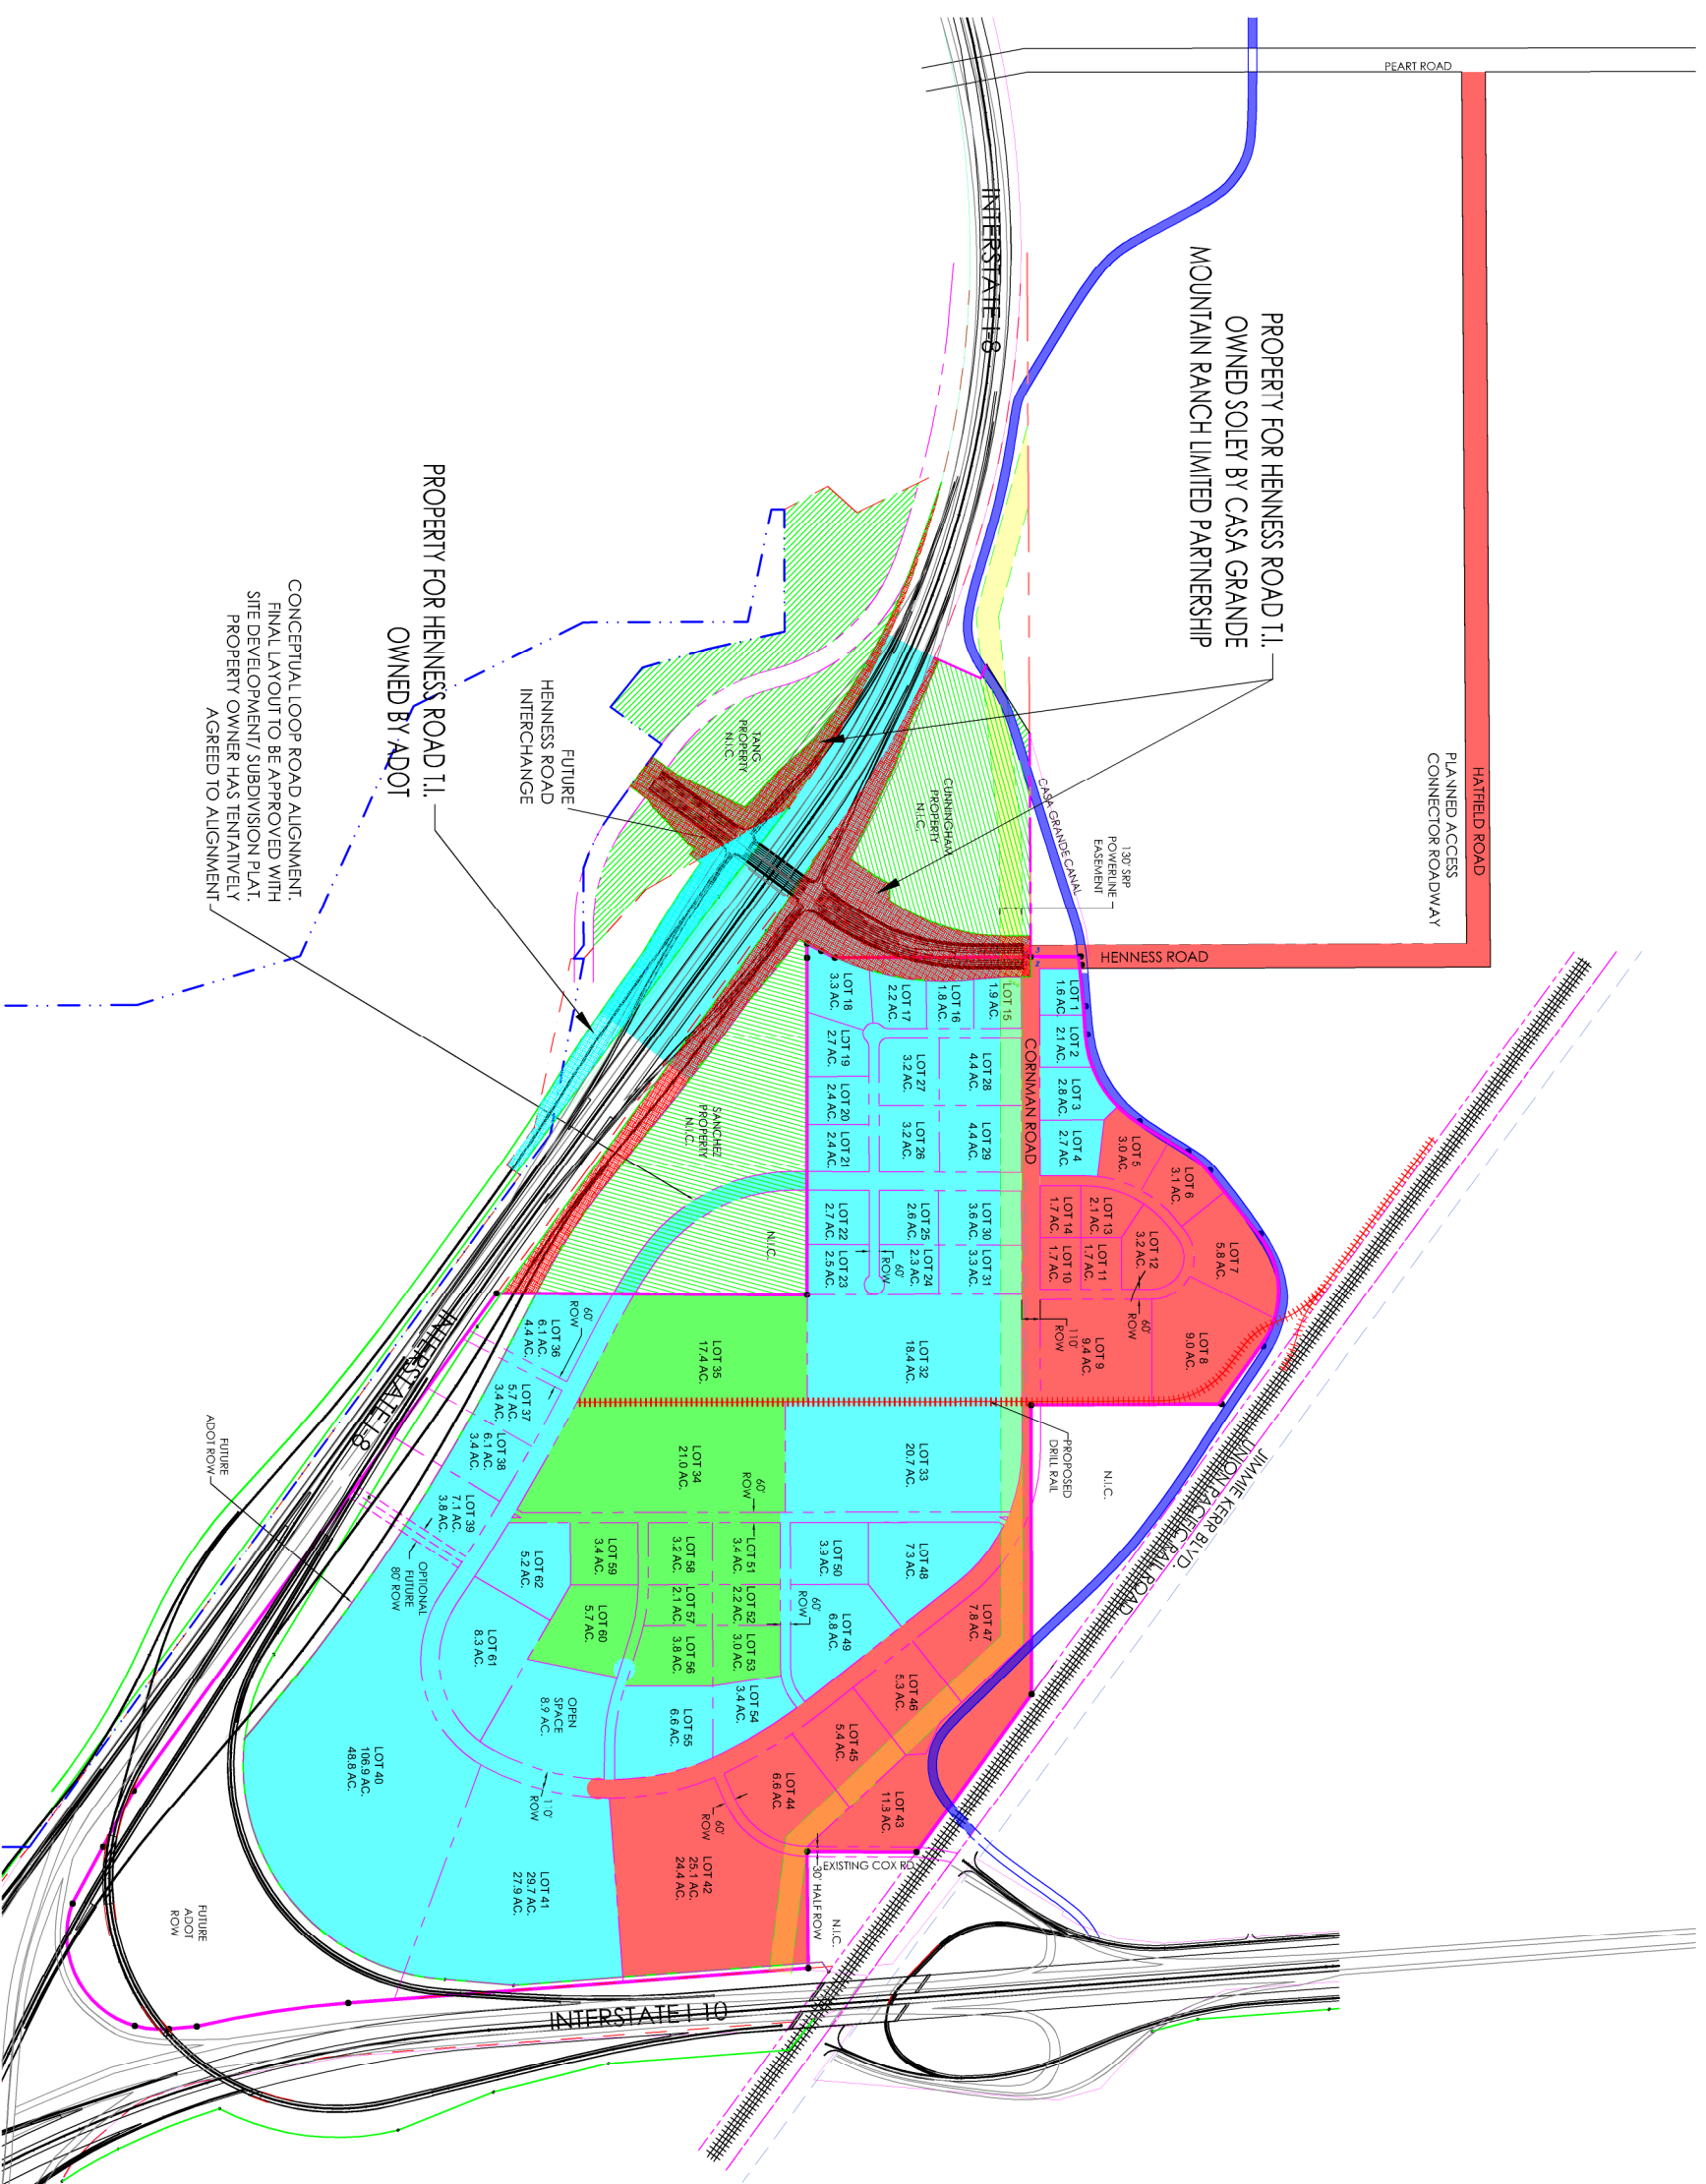 PEART ROAD
HATFIELD ROAD
PLANNED ACCESS
CONNECTOR ROADWAY
PROPERTY FOR HENNESS ROAD T.I.
OWNED SOLEY BY CASA GRANDE
MOUNTAIN RANCH LIMITED PARTNERSHIP
INTERSTATE I-8
PROPERTY FOR HENNESS ROAD T.I.
OWNED BY ADOT
CONCEPTUAL LOOP ROAD ALIGNMENT.
FINAL LAYOUT TO BE APPROVED WITH
SITE DEVELOPMENT/ SUBDIVISION PLAT.
PROPERTY OWNER HAS TENTATIVELY
AGREED TO ALIGNMENT
FUTURE
HENNESS ROAD
INTERCHANGE
TANG
PROPERTY
N.I.C.
CUNNINGHAM
PROPERTY
N.I.C.
CASA GRANDE CANAL
130' SRP
POWERLINE
EASEMENT
HENNESS ROAD
CORNMAN ROAD
SANCHEZ
PROPERTY
N.I.C.
N.I.C.
LOT 1
1.6 AC.
LOT 2
2.1 AC.
LOT 3
2.8 AC.
LOT 4
2.7 AC.
LOT 5
3.0 AC.
LOT 6
3.1 AC.
LOT 7
5.8 AC.
LOT 8
9.0 AC.
LOT 9
9.4 AC.
LOT 10
1.7 AC.
LOT 11
1.7 AC.
LOT 12
3.2 AC.
LOT 13
2.1 AC.
LOT 14
1.7 AC.
60'
ROW
110'
ROW
LOT 15
1.9 AC.
LOT 16
1.8 AC.
LOT 17
2.2 AC.
LOT 18
3.3 AC.
LOT 19
2.7 AC.
LOT 20
2.4 AC.
LOT 21
2.4 AC.
LOT 22
2.7 AC.
LOT 23
2.5 AC.
LOT 24
2.3 AC.
LOT 25
2.6 AC.
LOT 26
3.2 AC.
LOT 27
3.2 AC.
LOT 28
4.4 AC.
LOT 29
4.4 AC.
LOT 30
3.6 AC.
LOT 31
3.3 AC.
60'
ROW
LOT 32
18.4 AC.
LOT 33
20.7 AC.
LOT 34
21.0 AC.
LOT 35
17.4 AC.
LOT 36
6.1 AC.
4.4 AC.
60'
ROW
LOT 37
5.7 AC.
3.4 AC.
LOT 38
6.1 AC.
3.4 AC.
LOT 39
7.1 AC.
3.8 AC.
LOT 40
106.9 AC.
48.8 AC.
LOT 41
29.7 AC.
27.9 AC.
LOT 42
25.1 AC.
24.4 AC.
LOT 43
11.3 AC.
LOT 44
6.6 AC.
LOT 45
5.4 AC.
LOT 46
5.3 AC.
LOT 47
7.8 AC.
LOT 48
7.3 AC.
LOT 49
6.8 AC.
LOT 50
3.9 AC.
LOT 51
3.4 AC.
LOT 52
2.2 AC.
LOT 53
3.0 AC.
LOT 54
3.4 AC.
LOT 55
6.6 AC.
LOT 56
3.8 AC.
LOT 57
2.1 AC.
LOT 58
3.2 AC.
LOT 59
3.4 AC.
LOT 60
5.7 AC.
LOT 61
8.3 AC.
LOT 62
5.2 AC.
OPEN
SPACE
8.9 AC.
60'
ROW
60'
ROW
60'
ROW
110'
ROW
OPTIONAL
FUTURE
80' ROW
PROPOSED
DRILL RAIL
N.I.C.
JIMMIE KERR BLVD.
UNION PACIFIC RAILROAD
EXISTING COX RD.
30' HALF ROW
N.I.C.
INTERSTATE I-8
FUTURE
ADOT ROW
FUTURE
ADOT
ROW
INTERSTATE I-10